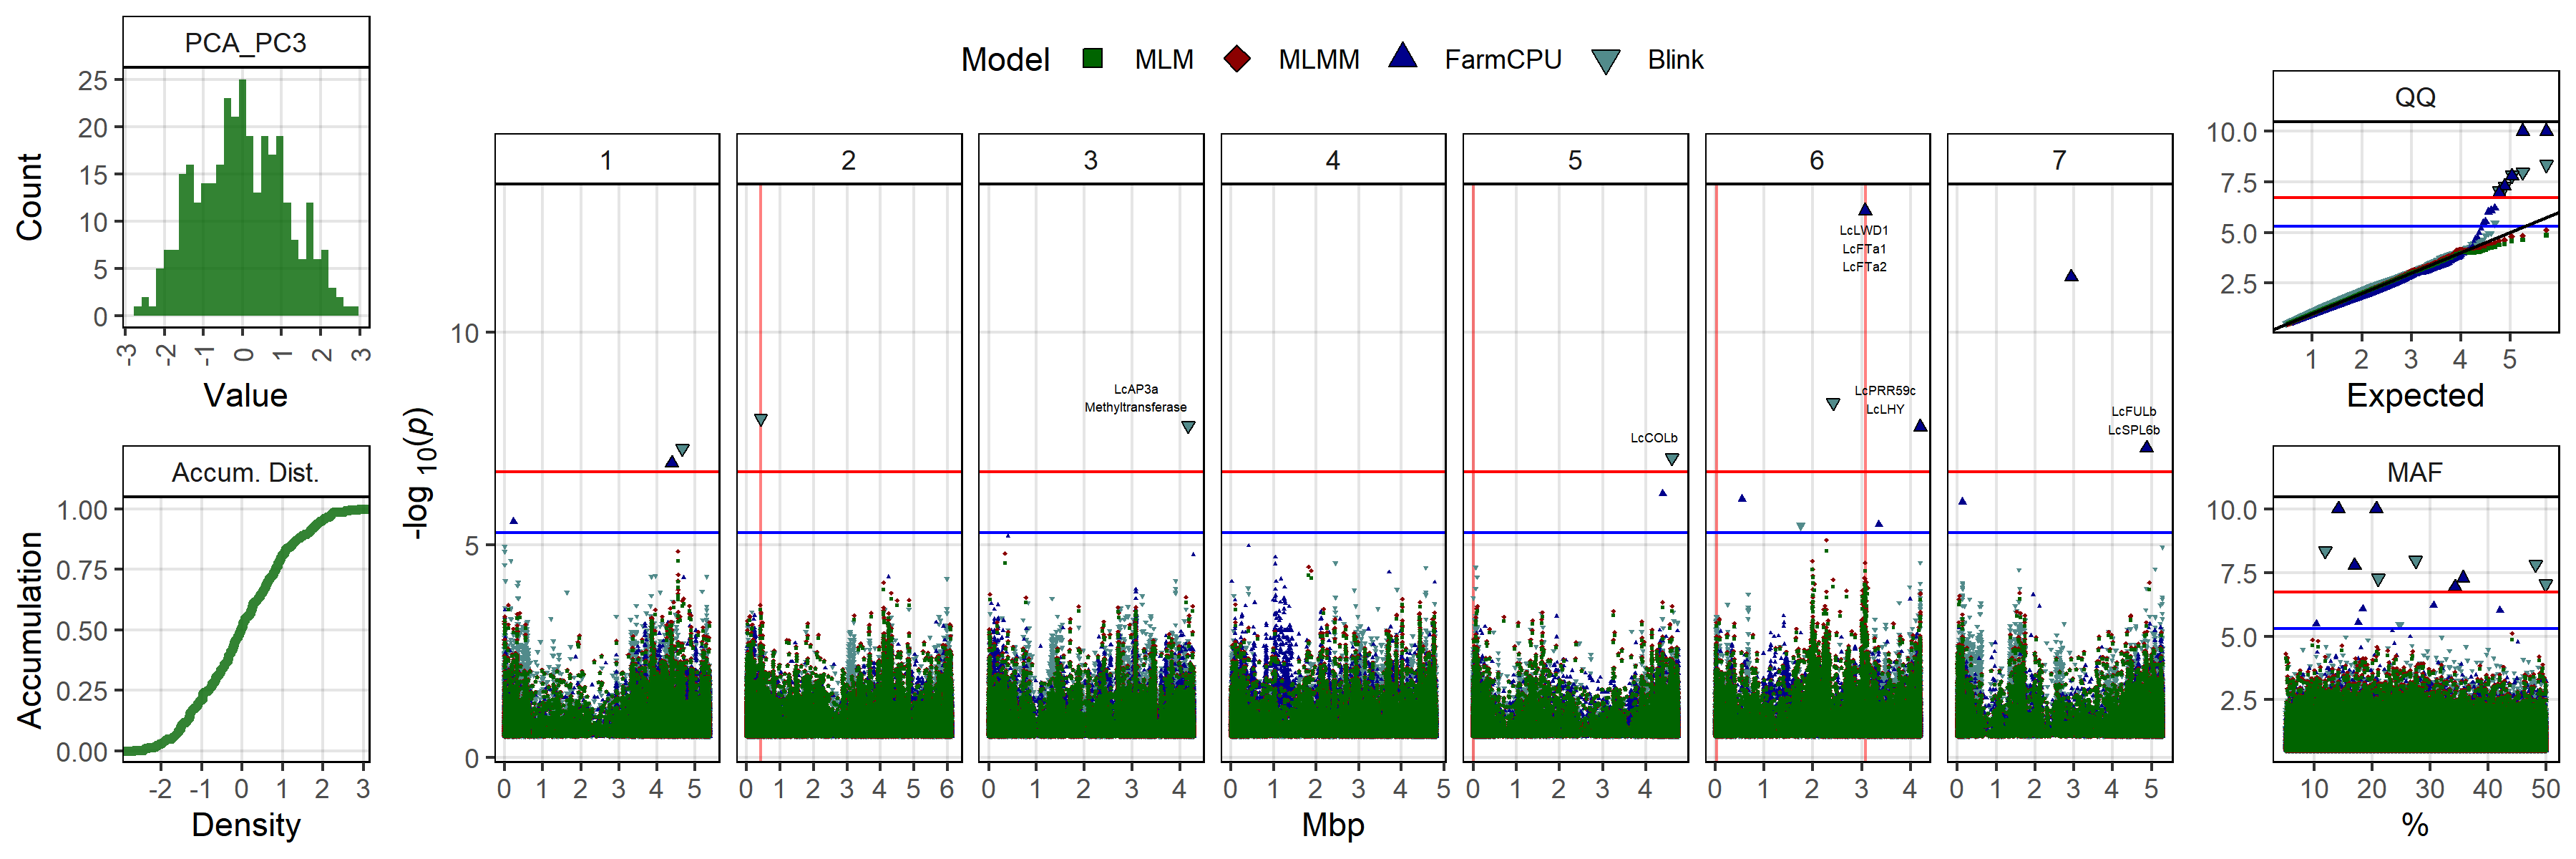 PCA_PC3
25
20
15
10
5
0
Count
-3 -2 -1 0 1 2 3
Value
Accum. Dist.
1.00
0.75
0.50
0.25
0.00
Accumulation
-2 -1 0 1 2 3
Density
Model MLM MLMM FarmCPU Blink
1 2 3 4 5 6 7
10
5
0
-log 10(p)
LcAP3a
Methyltransferase
LcCOLb
LcLWD1
LcFTa1
LcFTa2
LcPRR59c
LcLHY
LcFULb
LcSPL6b
0 1 2 3 4 5
0 1 2 3 4 5 6
0 1 2 3 4
0 1 2 3 4 5
0 1 2 3 4
0 1 2 3 4
0 1 2 3 4 5
Mbp
QQ
10.0
7.5
5.0
2.5
1 2 3 4 5
Expected
MAF
10.0
7.5
5.0
2.5
10 20 30 40 50
%